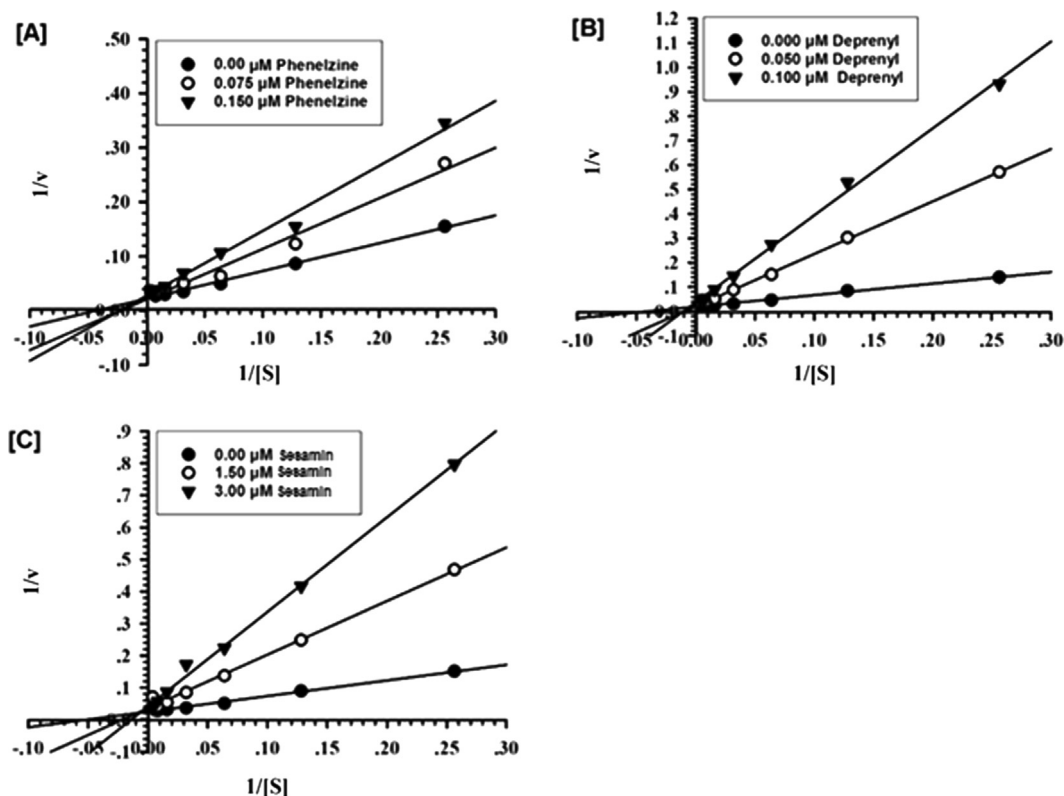 [A]
0.00 µM Phenelzine
0.075 µM Phenelzine
0.150 µM Phenelzine
.50
.40
.30
.20
.10
-.10
1/v
-.10 -.05 0.00 .05 .10 .15 .20 .25 .30
1/[S]
[B]
0.000 µM Deprenyl
0.050 µM Deprenyl
0.100 µM Deprenyl
1.2
1.1
1.0
.9
.8
.7
.6
.5
.4
.3
.2
.1
-.1
1/v
-.10 .00 .05 .10 .15 .20 .25 .30
1/[S]
[C]
0.00 µM Sesamin
1.50 µM Sesamin
3.00 µM Sesamin
.9
.8
.7
.6
.5
.4
.3
.2
.1
-.1
1/v
-.10 0.00 .05 .10 .15 .20 .25 .30
1/[S]